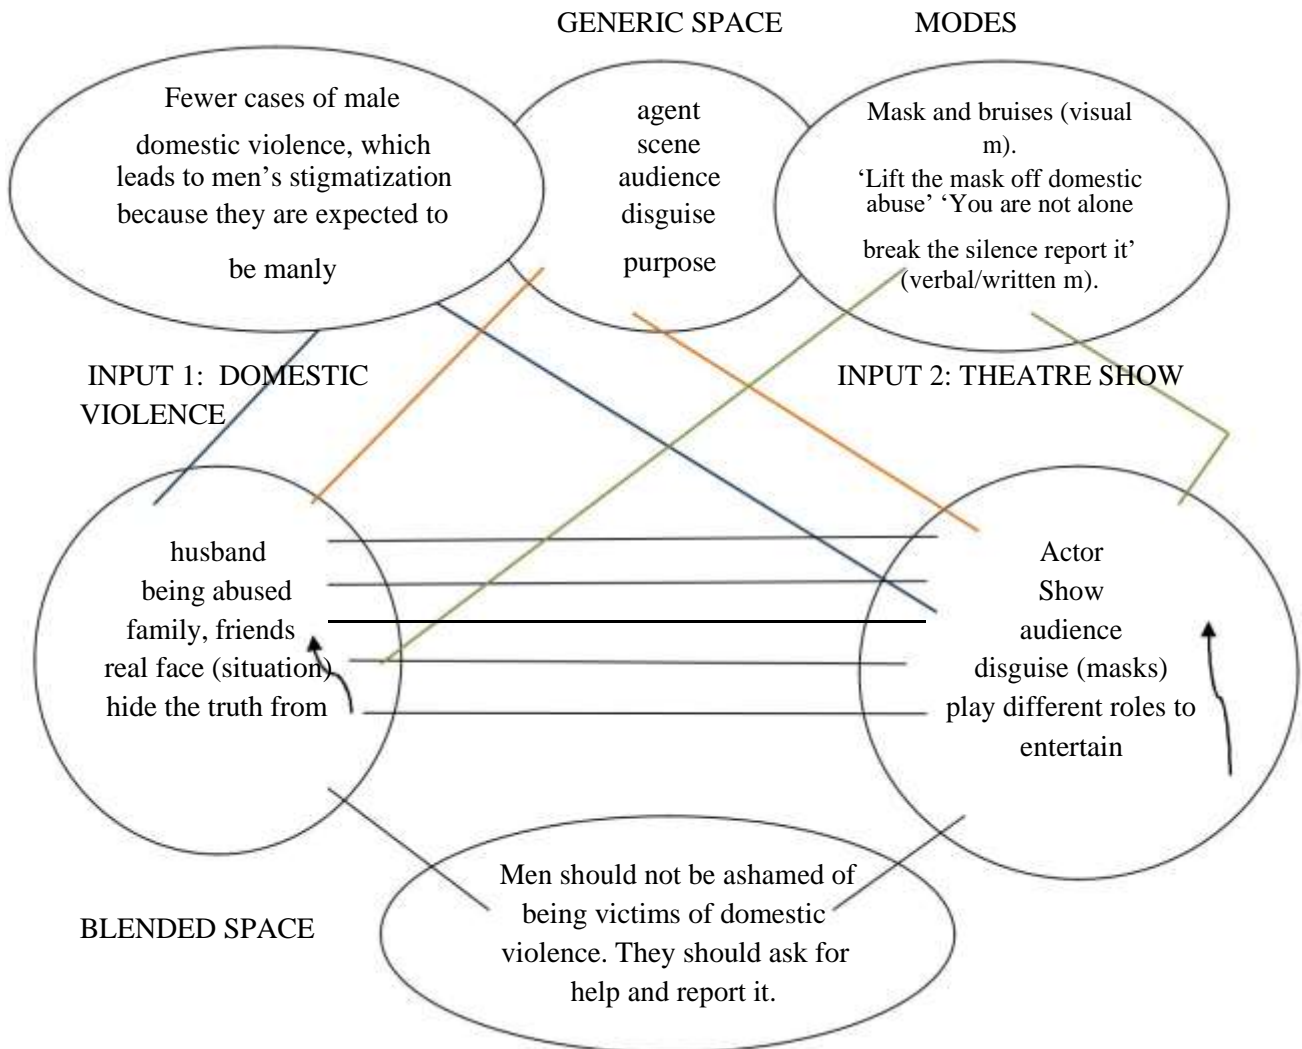 GENERIC SPACE
MODES
Fewer cases of male
domestic violence, which
leads to men’s stigmatization
because they are expected to
be manly
agent
scene
audience
disguise
purpose
Mask and bruises (visual
m).
‘Lift the mask off domestic
abuse’ ‘You are not alone
break the silence report it’
(verbal/written m).
INPUT 1: DOMESTIC
VIOLENCE
INPUT 2: THEATRE SHOW
husband
being abused
family, friends
real face (situation)
hide the truth from
Actor
Show
audience
disguise (masks)
play different roles to
entertain
BLENDED SPACE
Men should not be ashamed of
being victims of domestic
violence. They should ask for
help and report it.